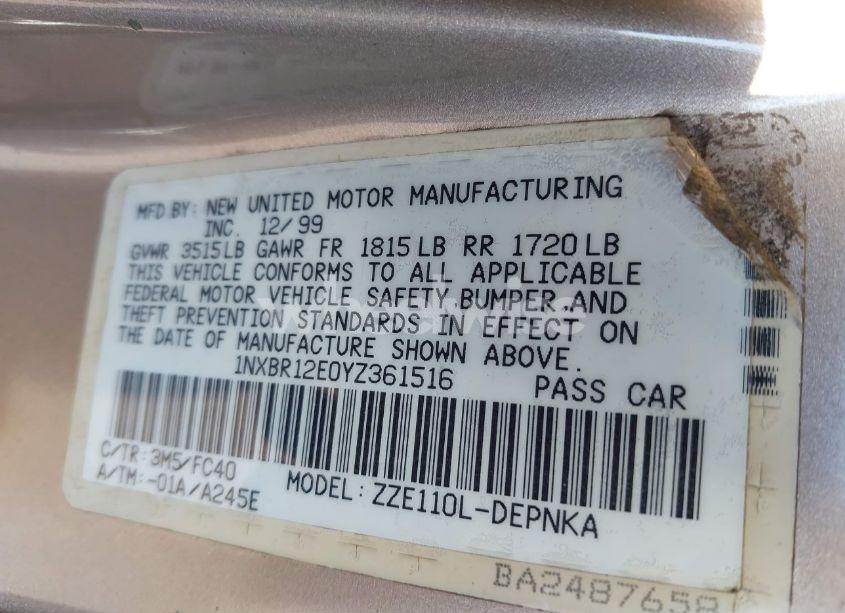 MFD.BY: NEW UNITED MOTOR MANUFACTURING
INC. 12/99
GVWR 3515LB GAWR FR 1815LB RR 1720LB
THIS VEHICLE CONFORMS TO ALL APPLICABLE
FEDERAL MOTOR VEHICLE SAFETY,BUMPER,AND
THEFT PREVENTION STANDARDS IN EFFECT ON
THE DATE OF MANUFACTURE SHOWN ABOVE.
1NXBR12E0YZ361516 PASS CAR
C/TR:3M5/FC40
A/TM:-01A/A245E
MODEL:ZZE110L-DEPNKA
BA2487658